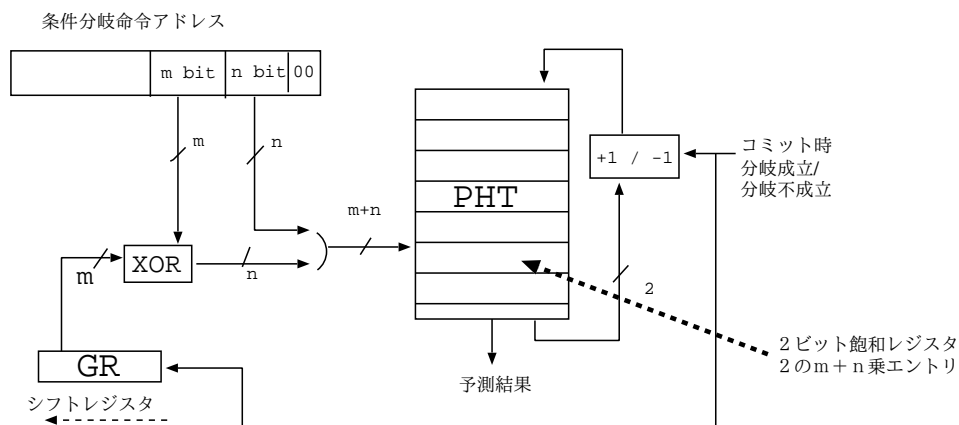 条件分岐命令アドレス
m bit
n bit
00
m
n
+1 / -1
コミット時
分岐成立/
分岐不成立
PHT
m+n
XOR
m
n
2
GR
予測結果
2ビット飽和レジスタ
2のm+n乗エントリ
シフトレジスタ